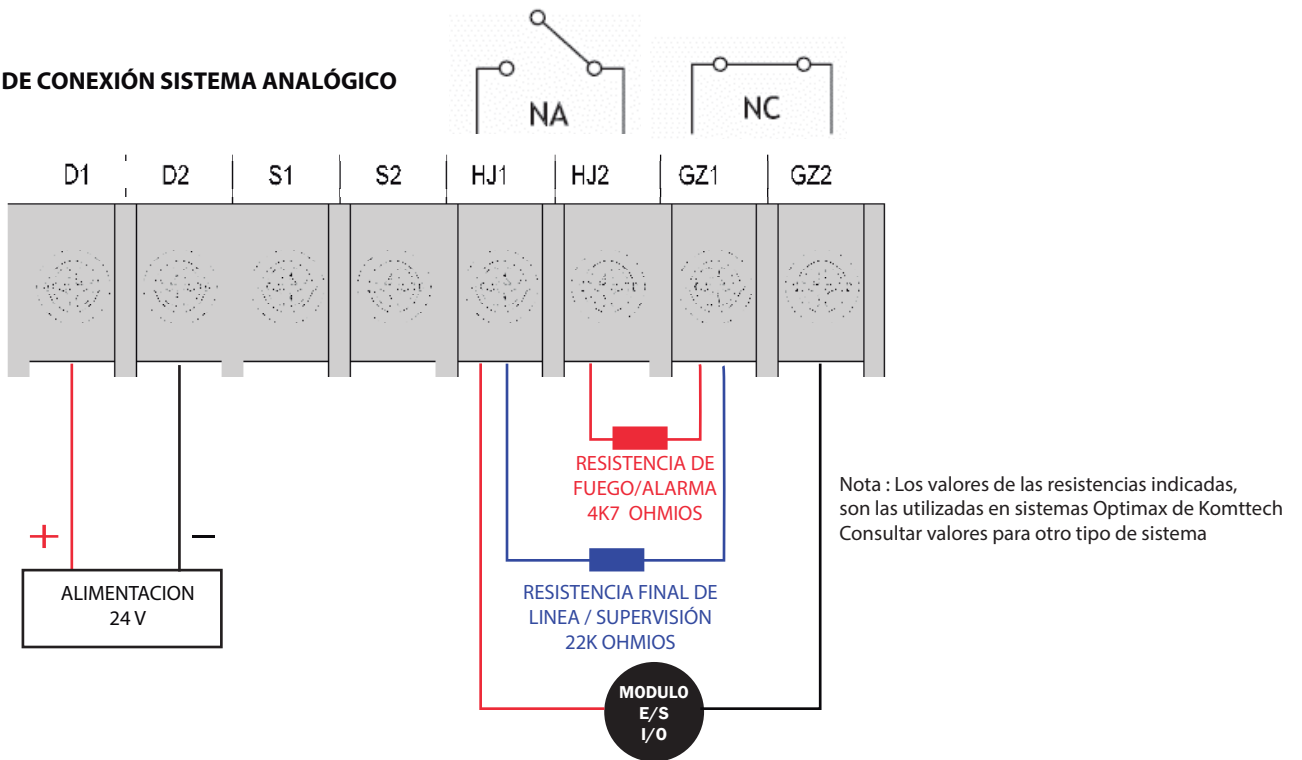 DE CONEXIÓN SISTEMA ANALÓGICO
NA
NC
D1 D2 S1 S2 HJ1 HJ2 GZ1 GZ2
RESISTENCIA DE
FUEGO/ALARMA
4K7 OHMIOS
Nota : Los valores de las resistencias indicadas,
son las utilizadas en sistemas Optimax de Komttech
Consultar valores para otro tipo de sistema
+ –
ALIMENTACION
24 V
RESISTENCIA FINAL DE
LINEA / SUPERVISIÓN
22K OHMIOS
MODULO
E/S
I/O